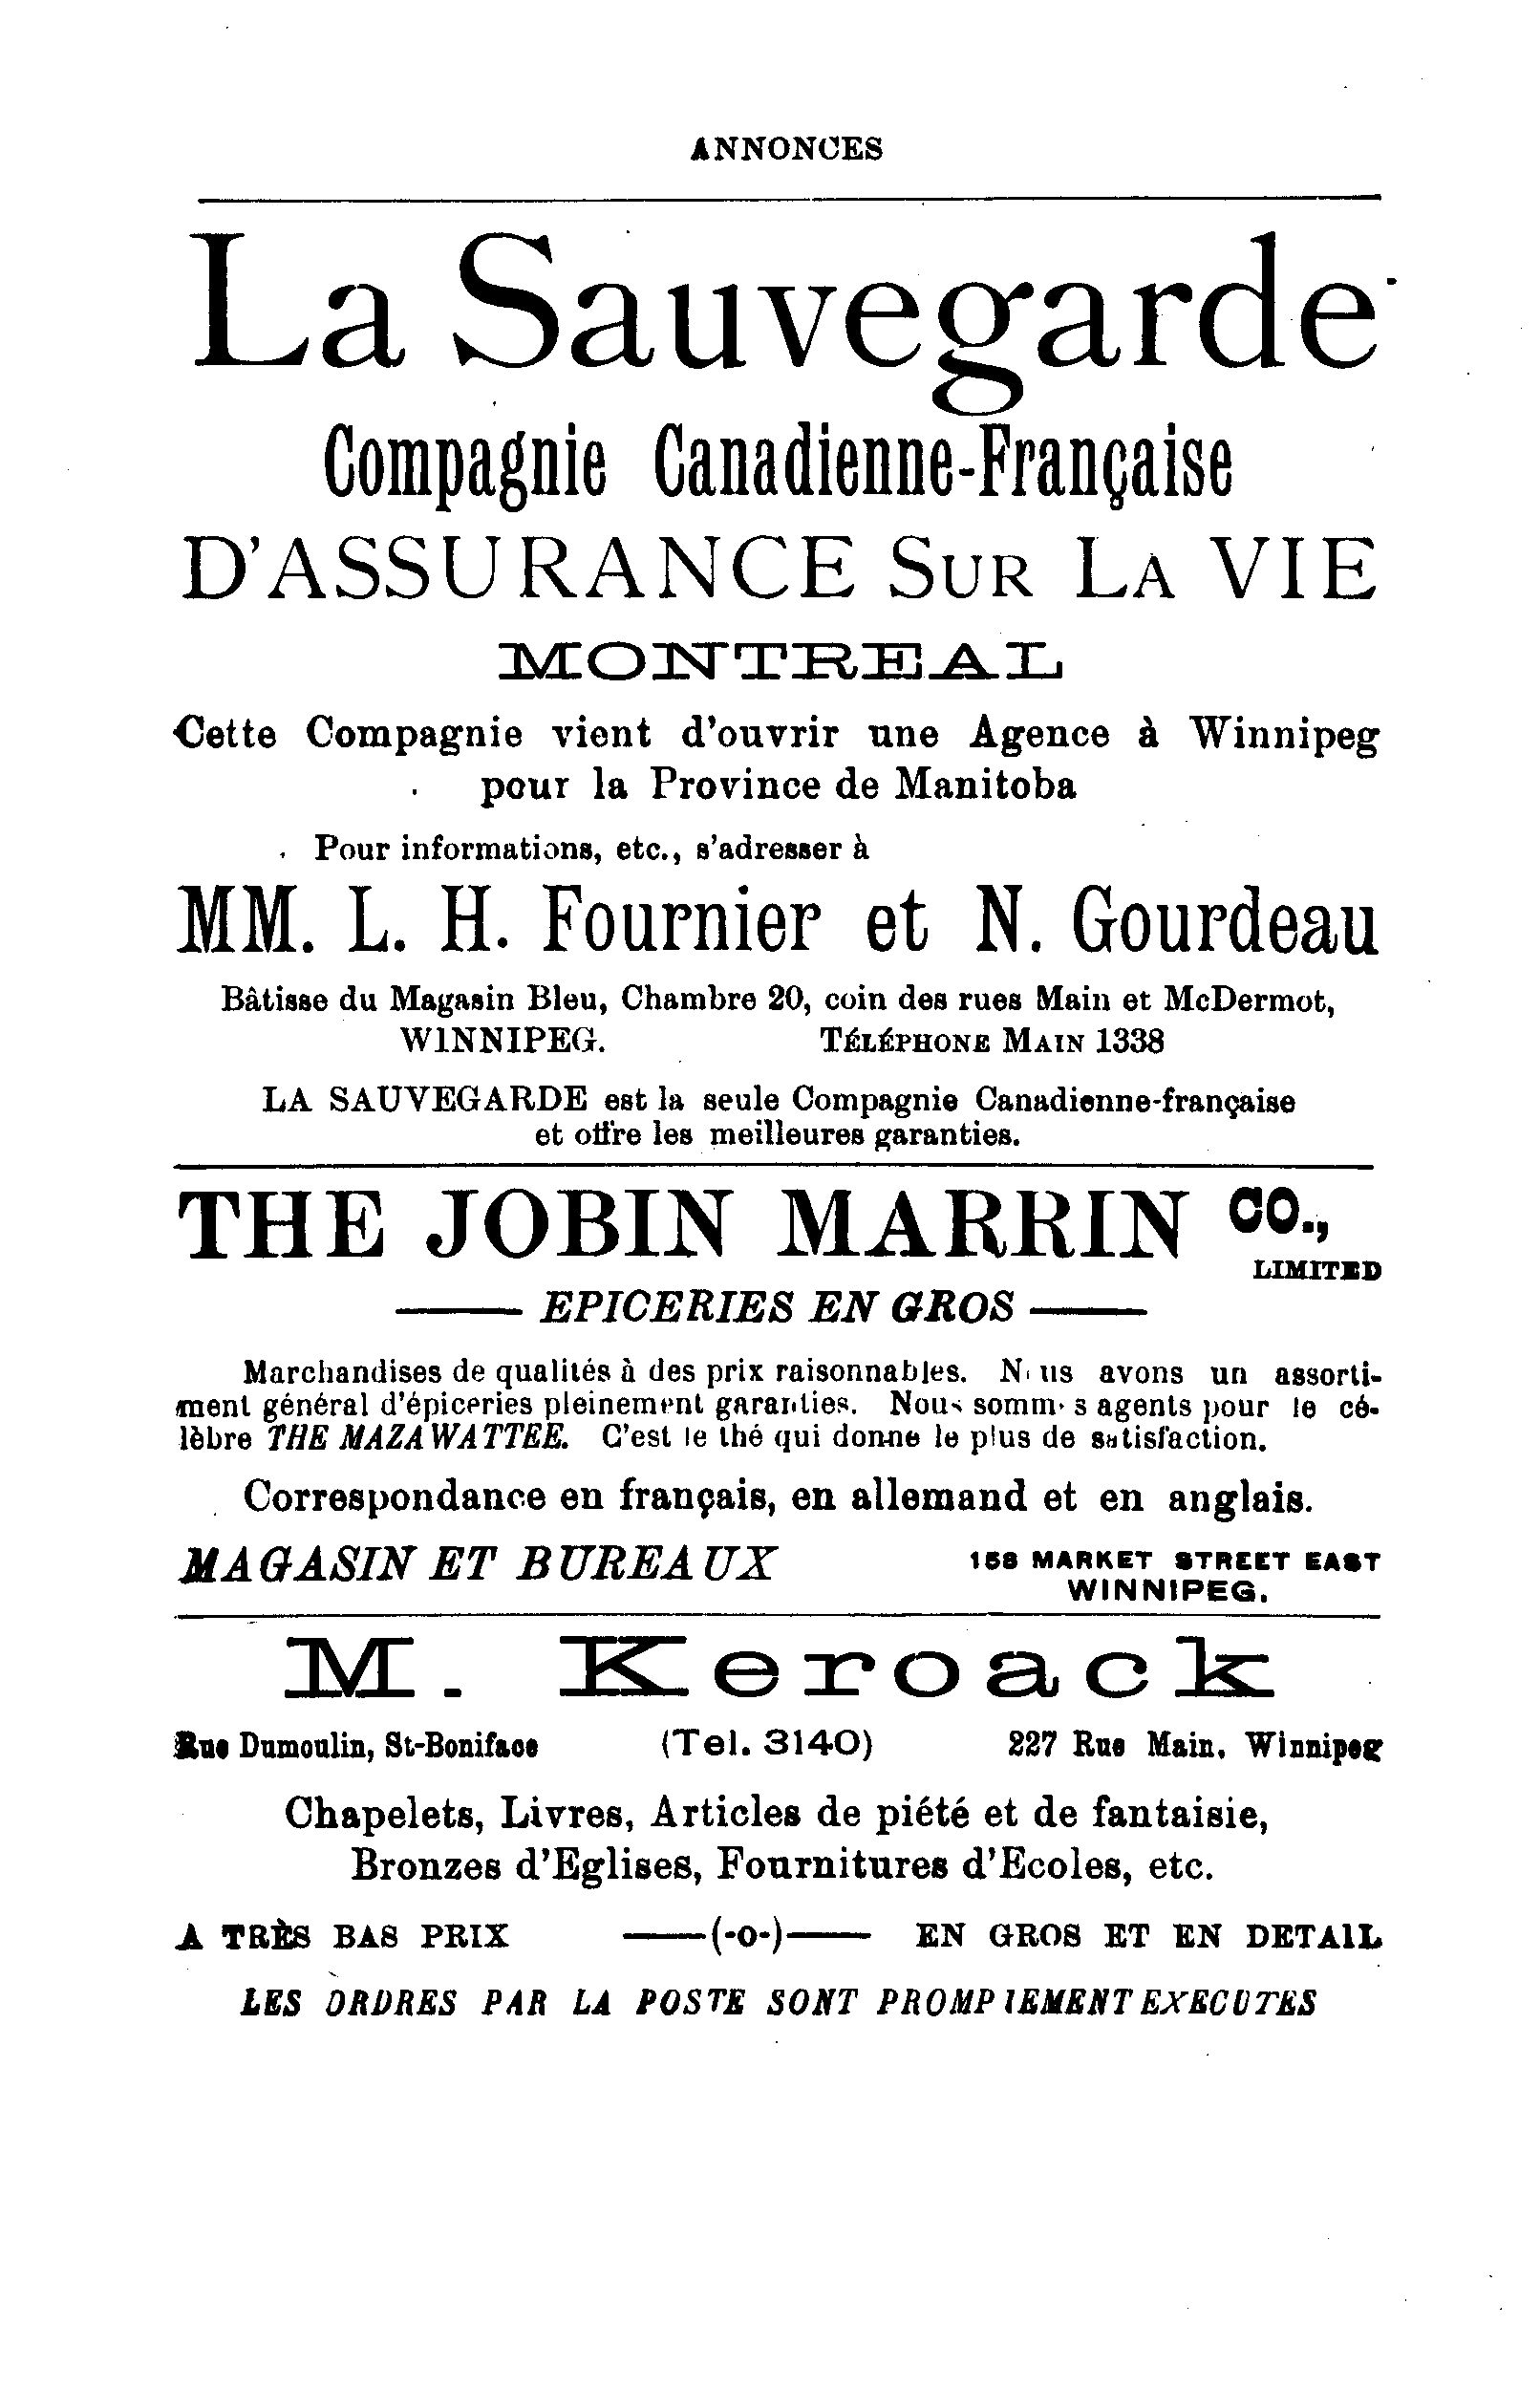 ANNONCES
La Sauvegarde
Compagnie Canadienne-Française
D'ASSURANCE SUR LA VIE
MONTREAL
Cette Compagnie vient d'ouvrir une Agence à Winnipeg
pour la Province de Manitoba
Pour informations, etc., s'adresser à
MM. L. H. Fournier et N. Gourdeau
Bâtisse du Magasin Bleu, Chambre 20, coin des rues Main et McDermot,
WINNIPEG. TÉLÉPHONE MAIN 1338
LA SAUVEGARDE est la seule Compagnie Canadienne-française
et offre les meilleures garanties.
THE JOBIN MARRIN CO.,
LIMITED
EPICERIES EN GROS
Marchandises de qualités à des prix raisonnables. Nous avons un assorti-
ment général d'épiceries pleinement garanties. Nous sommes agents pour le cé-
lèbre THE MAZAWATTEE. C'est le thé qui donne le plus de satisfaction.
Correspondance en français, en allemand et en anglais.
MAGASIN ET BUREAUX 158 MARKET STREET EAST
WINNIPEG.
M. Keroack
Rue Dumoulin, St-Boniface (Tel. 3140) 227 Rue Main, Winnipeg
Chapelets, Livres, Articles de piété et de fantaisie,
Bronzes d'Eglises, Fournitures d'Ecoles, etc.
A TRÈS BAS PRIX ——(-o-)—— EN GROS ET EN DETAIL
LES ORDRES PAR LA POSTE SONT PROMPTEMENT EXECUTES